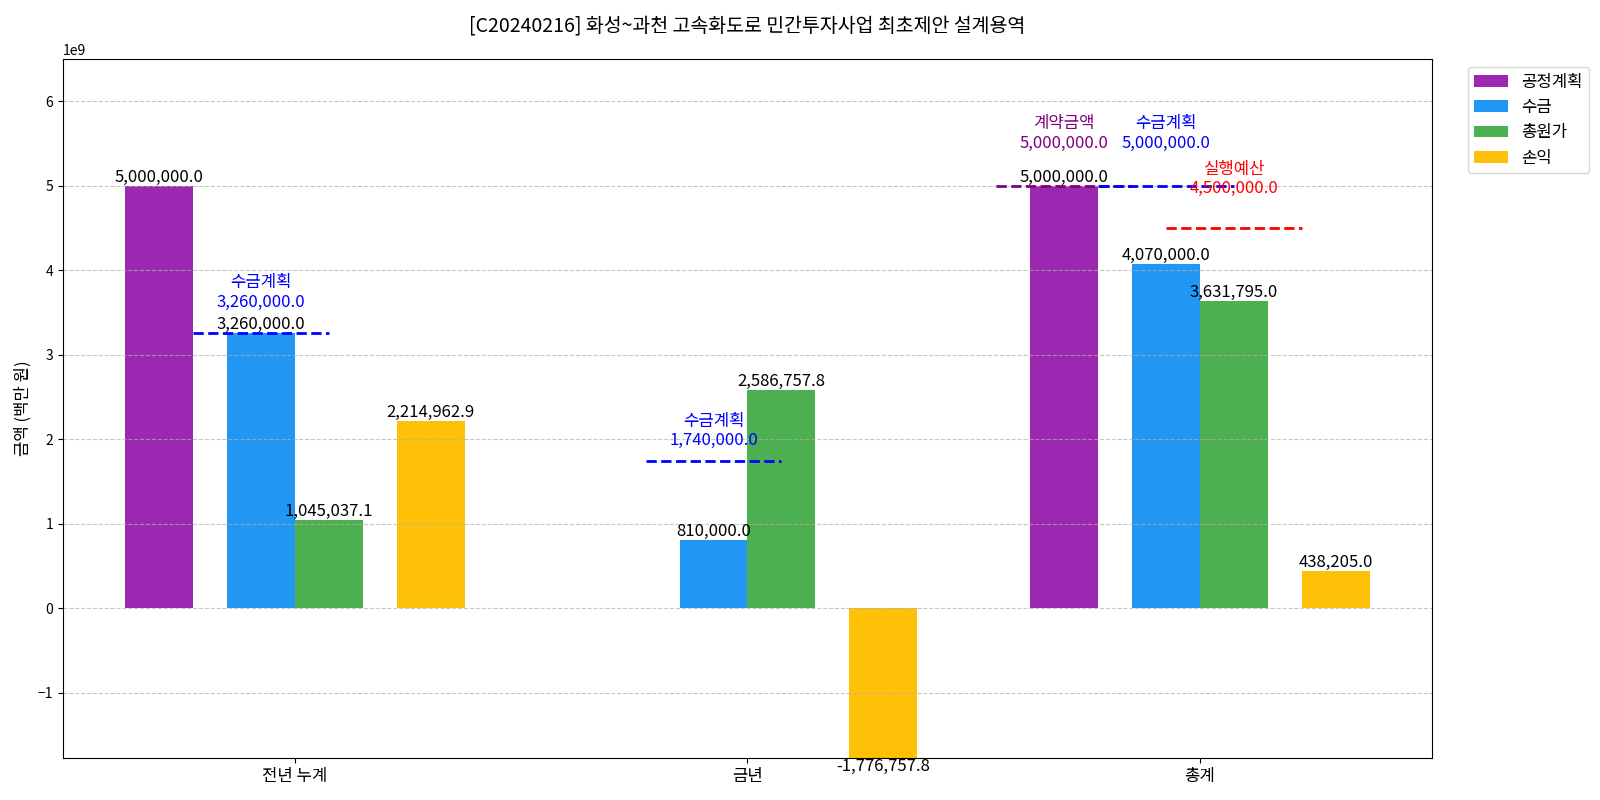 [C20240216] 화성~과천 고속화도로 민간투자사업 최초제안 설계용역
1e9
공정계획
수금
총원가
손익
6
5
4
3
2
1
0
−1
금액 (백만 원)
5,000,000.0
수금계획
3,260,000.0
3,260,000.0
1,045,037.1
2,214,962.9
수금계획
1,740,000.0
810,000.0
2,586,757.8
-1,776,757.8
계약금액
5,000,000.0
수금계획
5,000,000.0
5,000,000.0
실행예산
4,500,000.0
4,070,000.0
3,631,795.0
438,205.0
전년 누계
금년
총계